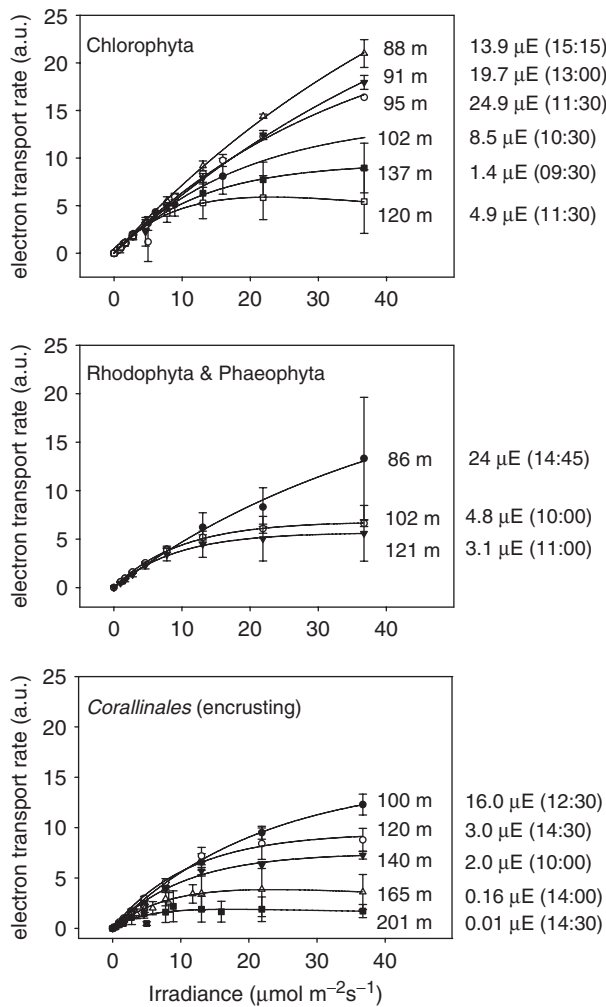 Chlorophyta
electron transport rate (a.u.)
25
20
15
10
5
0
88 m 13.9 µE (15:15)
91 m 19.7 µE (13:00)
95 m 24.9 µE (11:30)
102 m 8.5 µE (10:30)
137 m 1.4 µE (09:30)
120 m 4.9 µE (11:30)
0 10 20 30 40
Rhodophyta & Phaeophyta
electron transport rate (a.u.)
25
20
15
10
5
0
86 m 24 µE (14:45)
102 m 4.8 µE (10:00)
121 m 3.1 µE (11:00)
0 10 20 30 40
Corallinales (encrusting)
electron transport rate (a.u.)
25
20
15
10
5
0
100 m 16.0 µE (12:30)
120 m 3.0 µE (14:30)
140 m 2.0 µE (10:00)
165 m 0.16 µE (14:00)
201 m 0.01 µE (14:30)
0 10 20 30 40
Irradiance (µmol m⁻²s⁻¹)